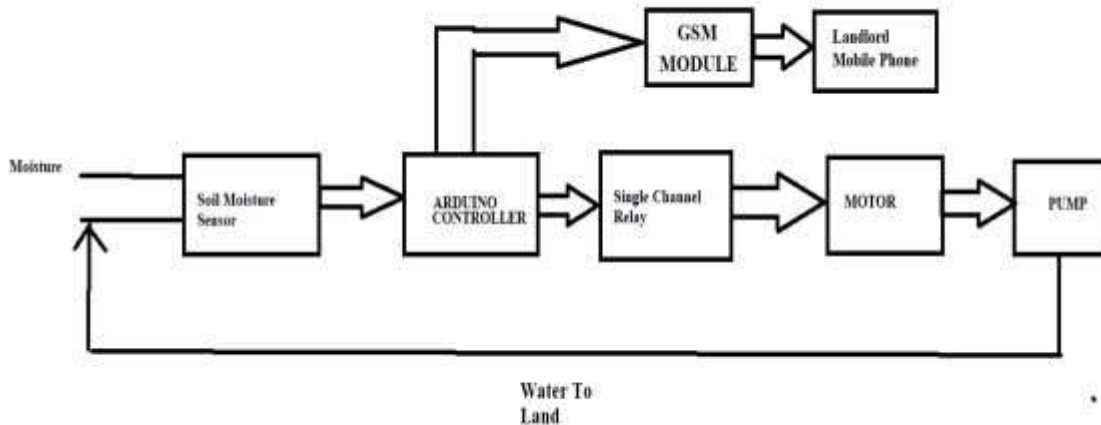 GSM
MODULE
Landlord
Mobile Phone
Moisture
Soil Moisture
Sensor
ARDUINO
CONTROLLER
Single Channel
Relay
MOTOR
PUMP
Water To
Land